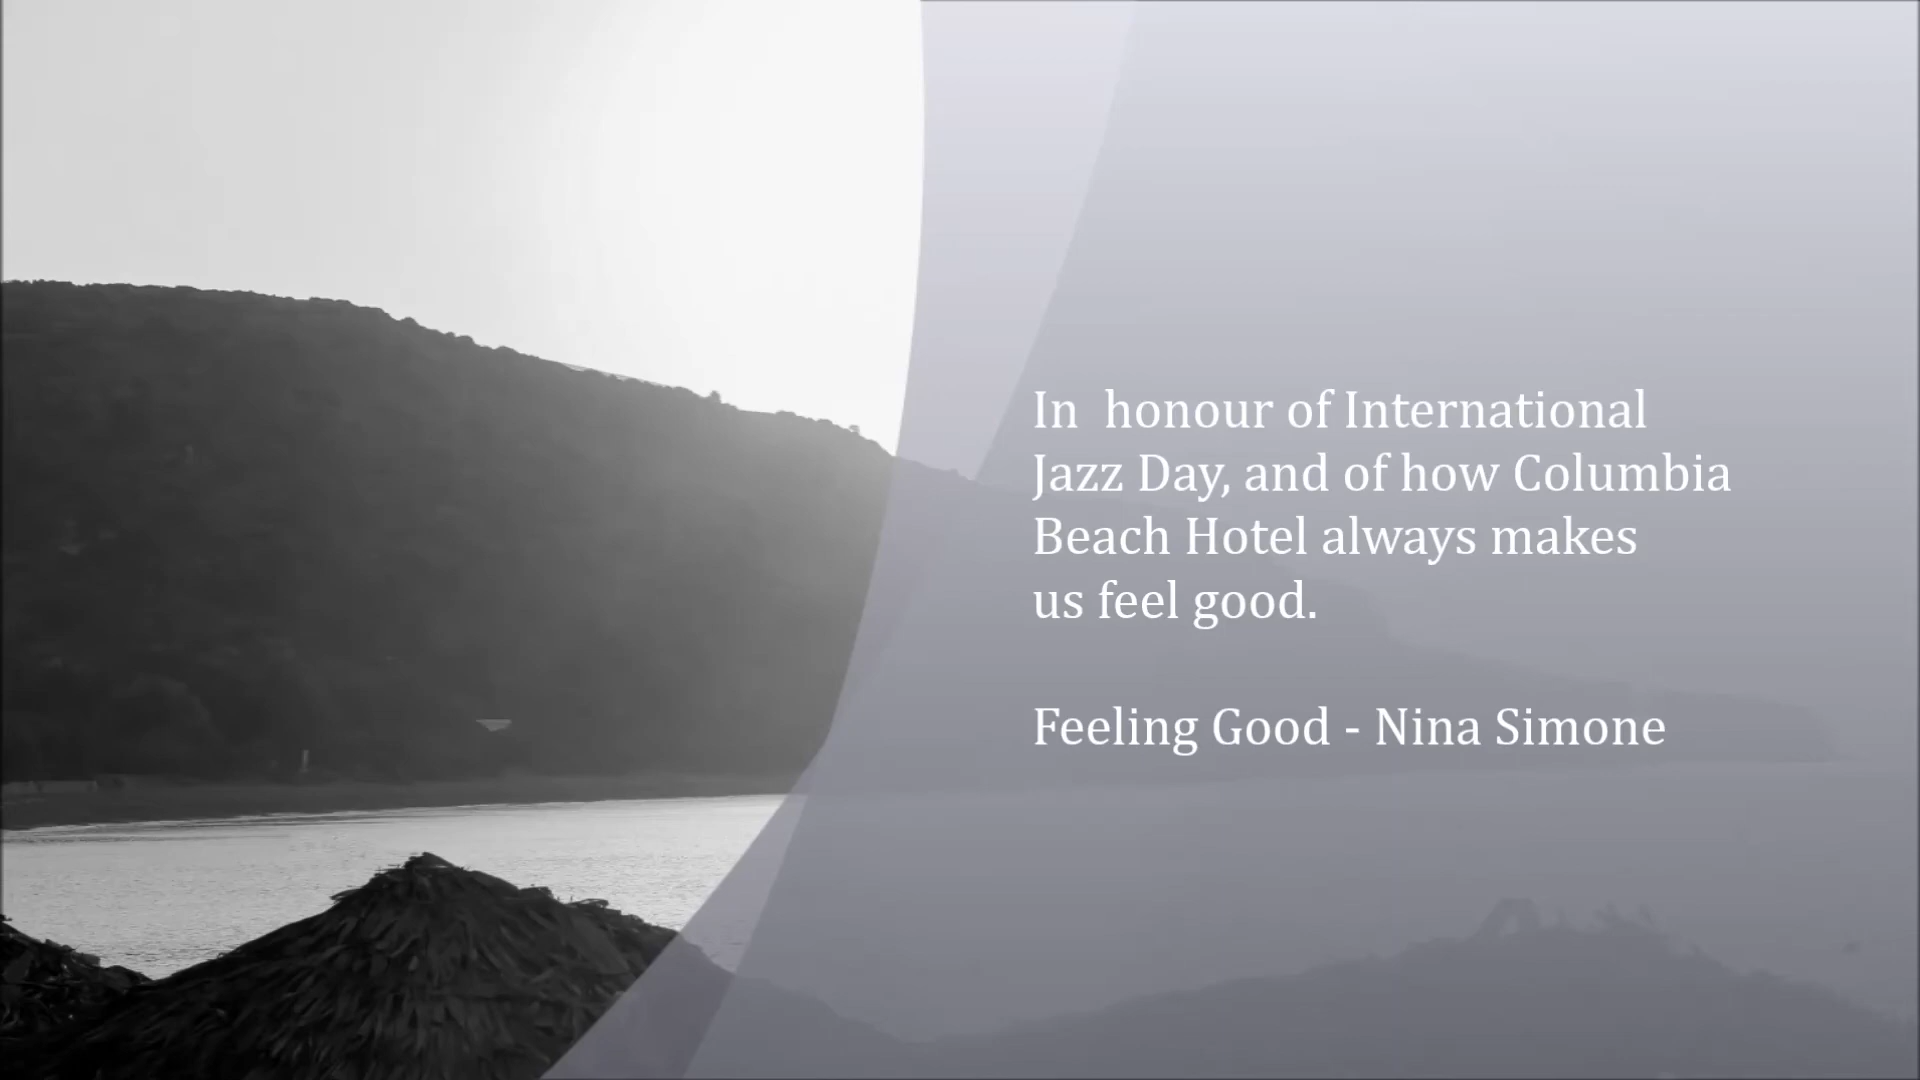 In  honour of International
Jazz Day, and of how Columbia
Beach Hotel always makes
us feel good.
Feeling Good - Nina Simone